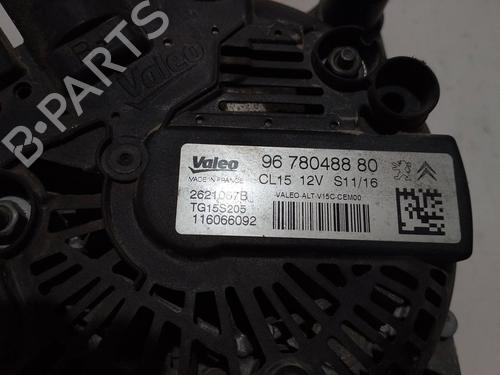 Valeo
B-PARTS
Valeo
MADE IN FRANCE
96 780488 80
CL15 12V S11/16
2621067B
VALEO-ALT-V15C-CEM00
TG15S205
116066092